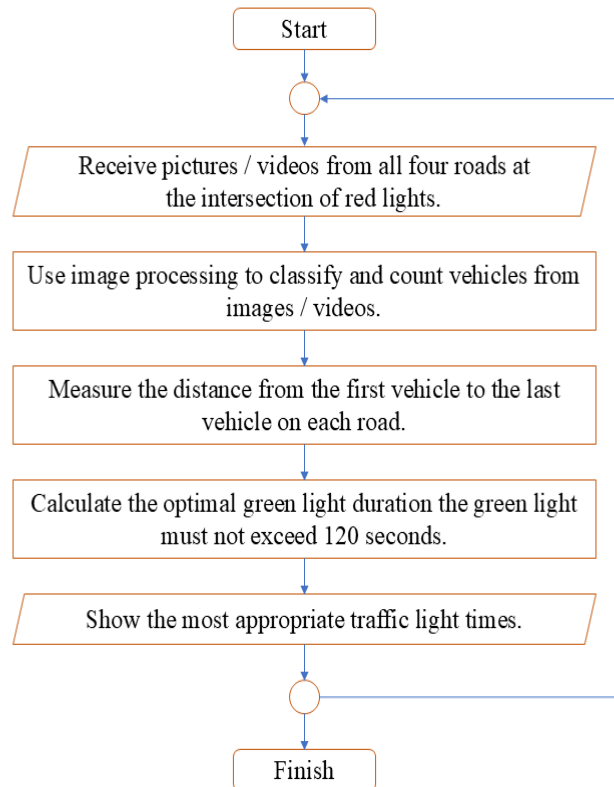 Start
Receive pictures / videos from all four roads at
the intersection of red lights.
Use image processing to classify and count vehicles from
images / videos.
Measure the distance from the first vehicle to the last
vehicle on each road.
Calculate the optimal green light duration the green light
must not exceed 120 seconds.
Show the most appropriate traffic light times.
Finish